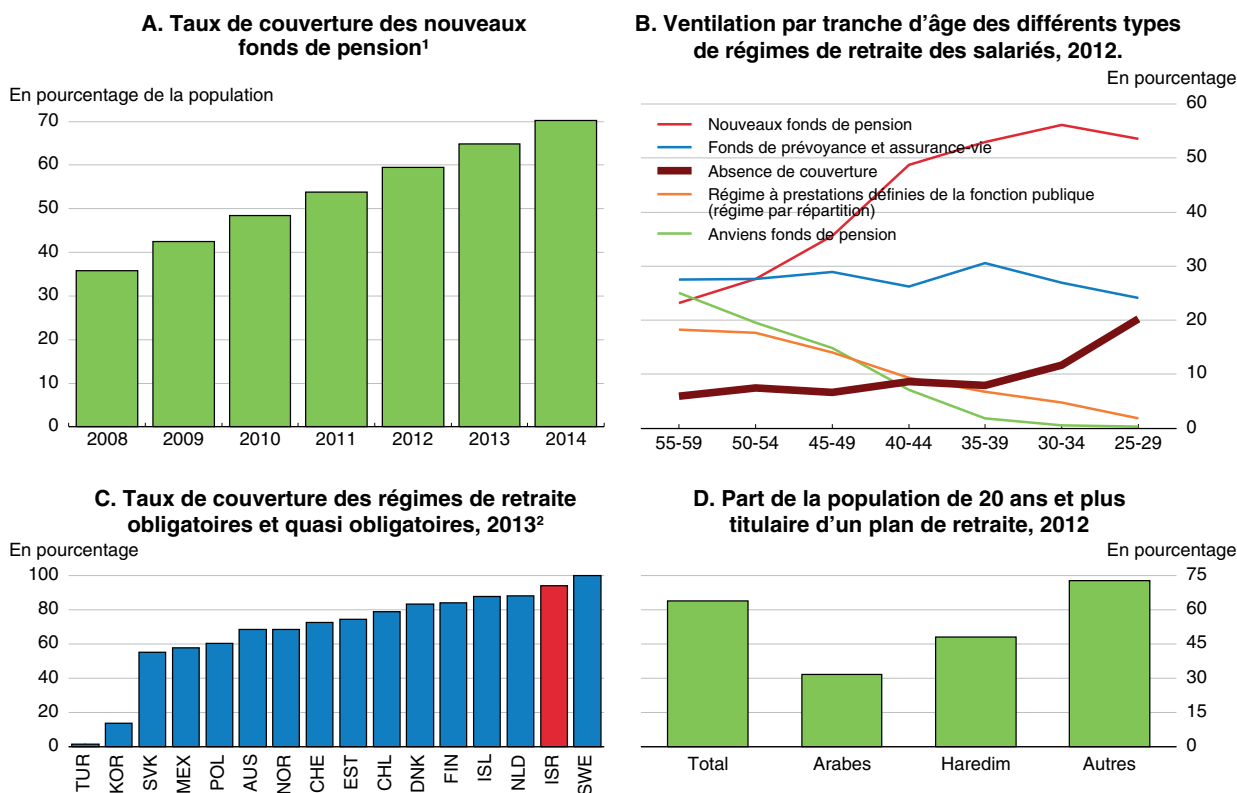 A. Taux de couverture des nouveaux
fonds de pension¹
En pourcentage de la population
70
60
50
40
30
20
10
0
2008 2009 2010 2011 2012 2013 2014
B. Ventilation par tranche d'âge des différents types
de régimes de retraite des salariés, 2012.
En pourcentage
Nouveaux fonds de pension
Fonds de prévoyance et assurance-vie
Absence de couverture
Régime à prestations définies de la fonction publique
(régime par répartition)
Anviens fonds de pension
60
50
40
30
20
10
0
55-59 50-54 45-49 40-44 35-39 30-34 25-29
C. Taux de couverture des régimes de retraite
obligatoires et quasi obligatoires, 2013²
En pourcentage
100
80
60
40
20
0
TUR KOR SVK MEX POL AUS NOR CHE EST CHL DNK FIN ISL NLD ISR SWE
D. Part de la population de 20 ans et plus
titulaire d'un plan de retraite, 2012
En pourcentage
75
60
45
30
15
0
Total Arabes Haredim Autres